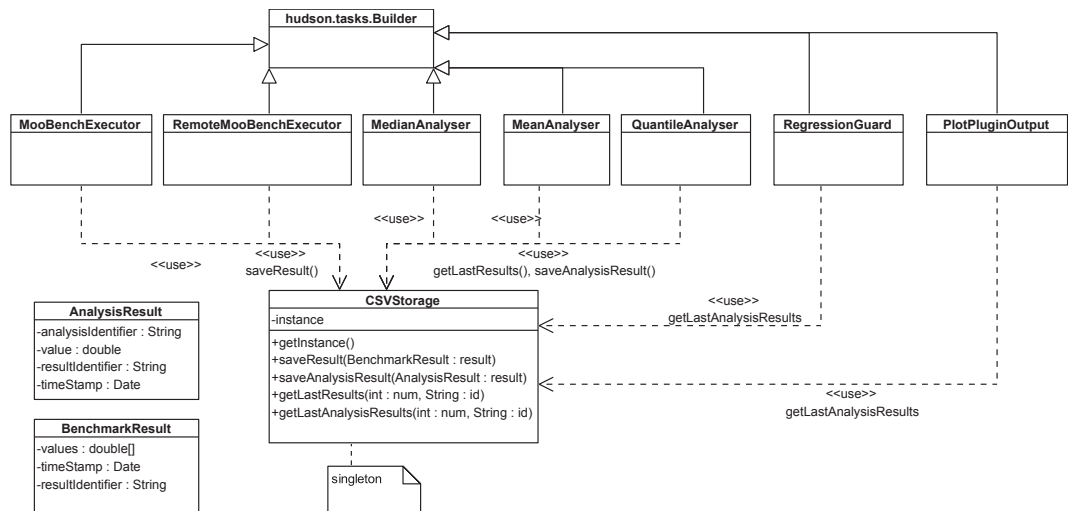 hudson.tasks.Builder
MooBenchExecutor
RemoteMooBenchExecutor
MedianAnalyser
MeanAnalyser
QuantileAnalyser
RegressionGuard
PlotPluginOutput
<<use>>
<<use>>
<<use>>
<<use>>
saveResult()
<<use>>
getLastResults(), saveAnalysisResult()
<<use>>
getLastAnalysisResults
<<use>>
getLastAnalysisResults
CSVStorage
-instance
+getInstance()
+saveResult(BenchmarkResult : result)
+saveAnalysisResult(AnalysisResult : result)
+getLastResults(int : num, String : id)
+getLastAnalysisResults(int : num, String : id)
singleton
AnalysisResult
-analysisIdentifier : String
-value : double
-resultIdentifier : String
-timeStamp : Date
BenchmarkResult
-values : double[]
-timeStamp : Date
-resultIdentifier : String